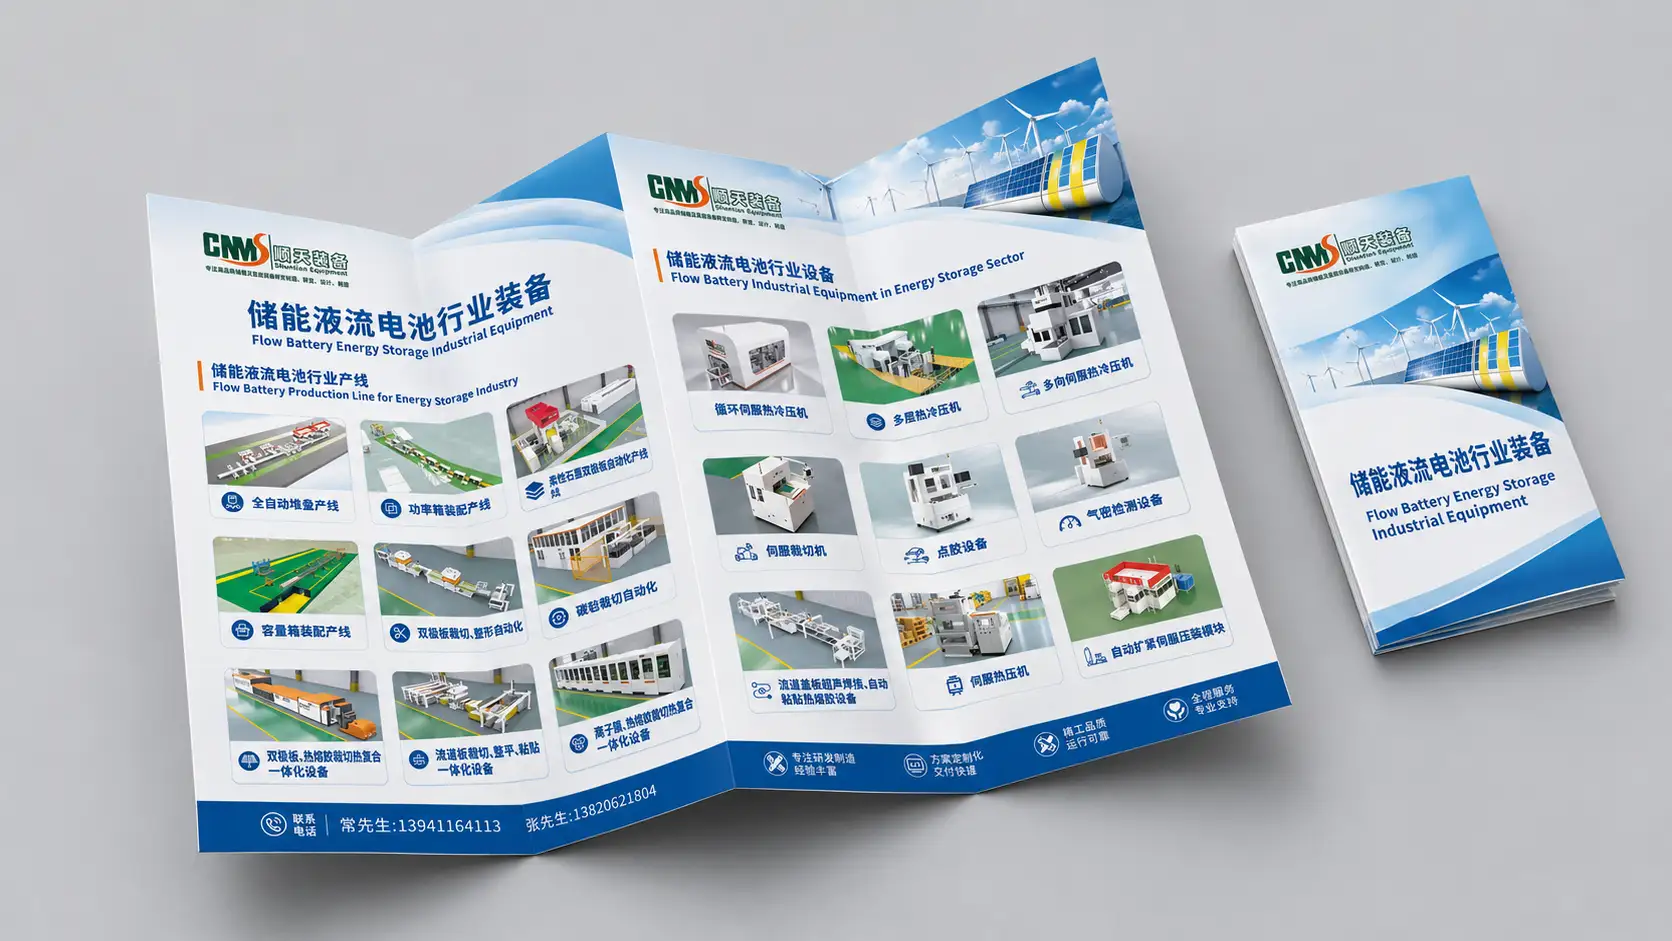 CNMS 顺天装备
Shuntian Equipment
储能液流电池行业装备
Flow Battery Energy Storage Industrial Equipment
储能液流电池行业产线
Flow Battery Production Line for Energy Storage Industry
全自动堆叠产线
功率箱装配产线
柔性石墨双极板自动化产线
线
容量箱装配产线
双极板裁切、整形自动化
碳毡裁切自动化
双极板、热熔胶裁切热复合
一体化设备
流道板裁切、整平、粘贴
一体化设备
离子膜、热熔胶裁切热复合
一体化设备
联系
电话
常先生:13941164113
张先生:13820621804
CNMS 顺天装备
Shuntian Equipment
储能液流电池行业设备
Flow Battery Industrial Equipment in Energy Storage Sector
循环伺服热冷压机
多层热冷压机
多向伺服热冷压机
伺服裁切机
点胶设备
气密检测设备
流道盖板超声焊接、自动
粘贴热熔胶设备
伺服热压机
自动扩紧伺服压装模块
专注研发制造
经验丰富
方案定制化
交付快捷
精工品质
运行可靠
全程服务
专业支持
CNMS 顺天装备
Shuntian Equipment
储能液流电池行业装备
Flow Battery Energy Storage
Industrial Equipment